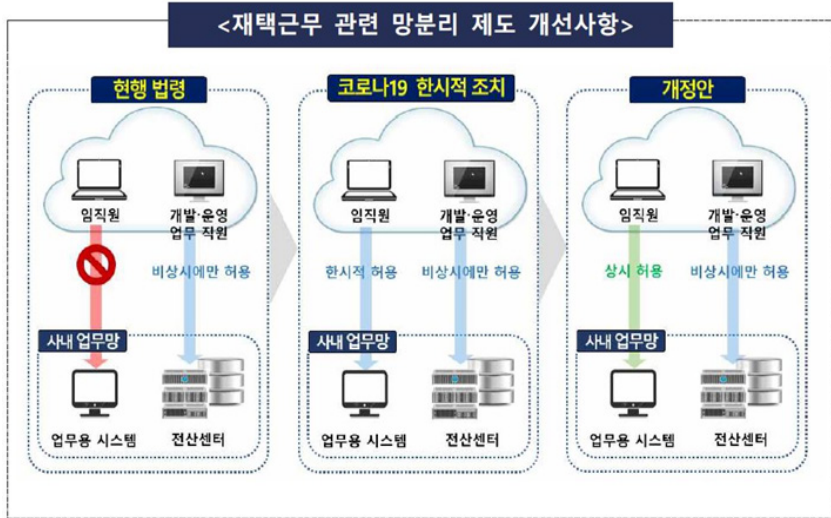 <재택근무 관련 망분리 제도 개선사항>
현행 법령
임직원
개발·운영
업무 직원
비상시에만 허용
사내 업무망
업무용 시스템
전산센터
코로나19 한시적 조치
임직원
개발·운영
업무 직원
한시적 허용
비상시에만 허용
사내 업무망
업무용 시스템
전산센터
개정안
임직원
개발·운영
업무 직원
상시 허용
비상시에만 허용
사내 업무망
업무용 시스템
전산센터